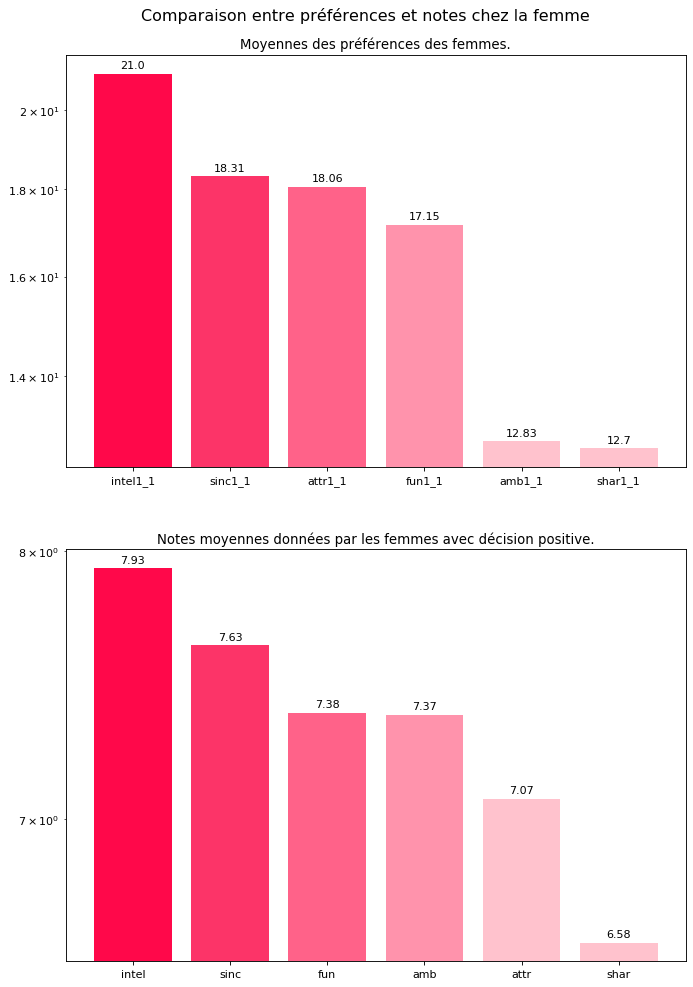 Comparaison entre préférences et notes chez la femme
Moyennes des préférences des femmes.
21.0
2 × 10¹
18.31
18.06
1.8 × 10¹
17.15
1.6 × 10¹
1.4 × 10¹
12.83
12.7
intel1_1 sinc1_1 attr1_1 fun1_1 amb1_1 shar1_1
Notes moyennes données par les femmes avec décision positive.
8 × 10⁰
7.93
7.63
7.38
7.37
7.07
7 × 10⁰
6.58
intel sinc fun amb attr shar